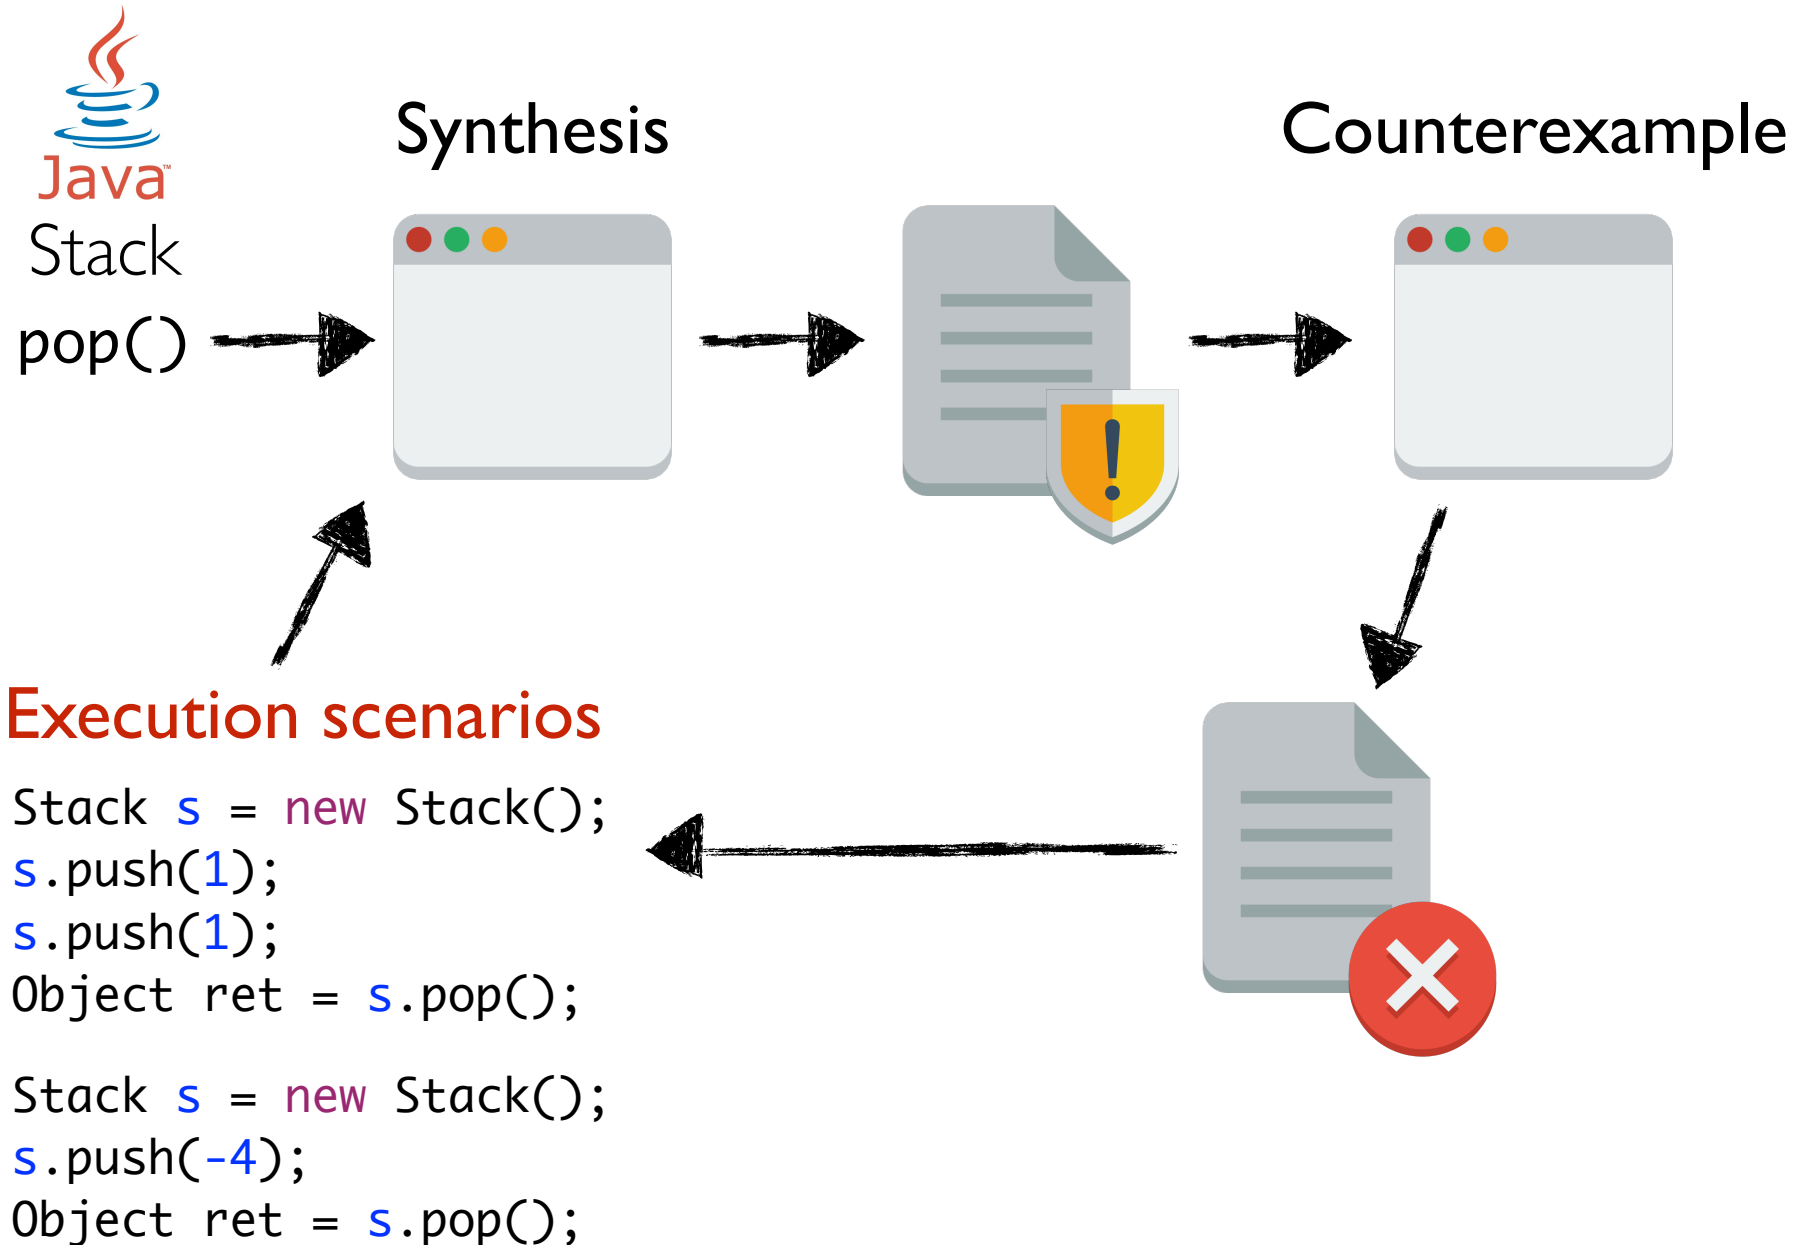 Java™
Stack
pop()
Synthesis
Counterexample
Execution scenarios
Stack s = new Stack();
s.push(1);
s.push(1);
Object ret = s.pop();
Stack s = new Stack();
s.push(-4);
Object ret = s.pop();